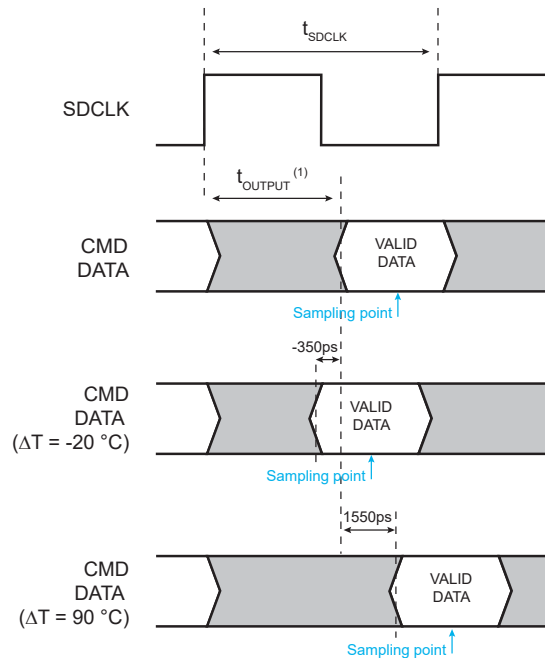 tSDCLK
SDCLK
tOUTPUT (1)
CMD
DATA
VALID
DATA
Sampling point
-350ps
CMD
DATA
(ΔT = -20 °C)
VALID
DATA
Sampling point
1550ps
CMD
DATA
(ΔT = 90 °C)
VALID
DATA
Sampling point